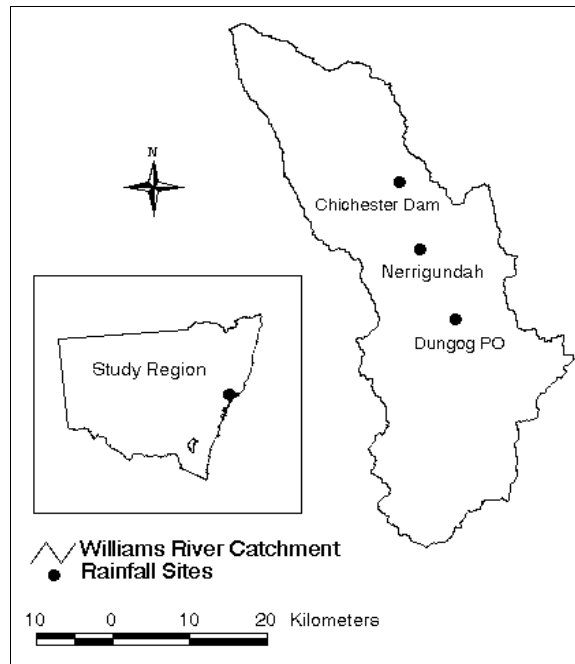 N
Chichester Dam
Nerrigundah
Dungog PO
Study Region
Williams River Catchment
Rainfall Sites
10 0 10 20 Kilometers